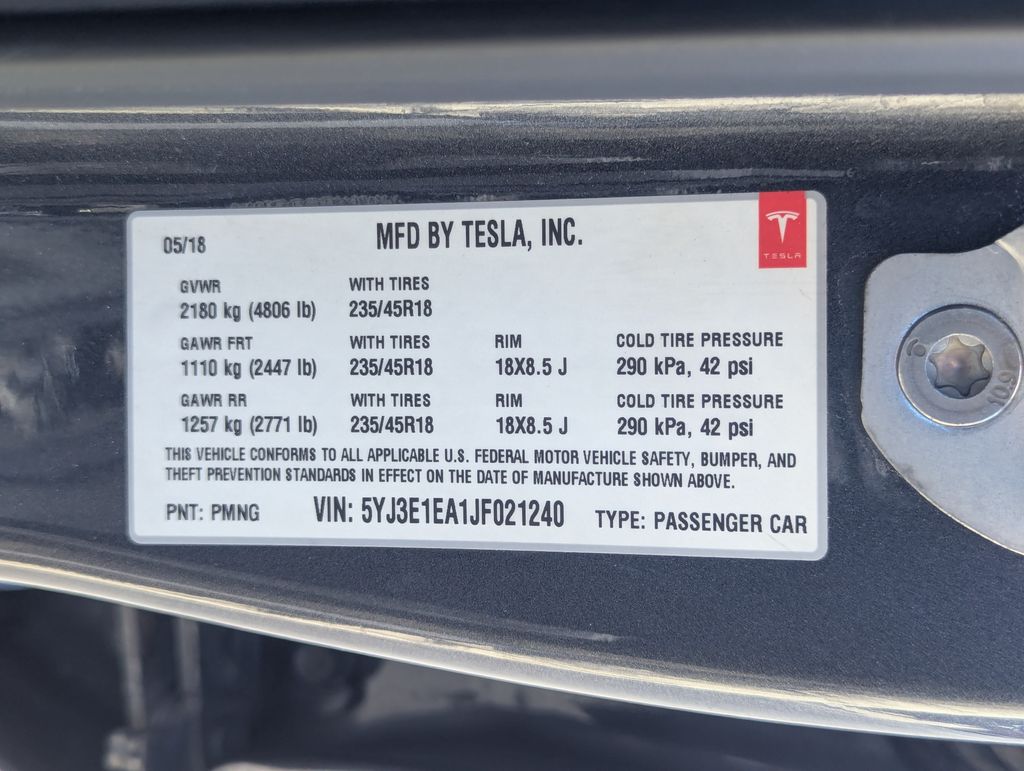 05/18 MFD BY TESLA, INC.
TESLA
GVWR WITH TIRES
2180 kg (4806 lb) 235/45R18
GAWR FRT WITH TIRES RIM COLD TIRE PRESSURE
1110 kg (2447 lb) 235/45R18 18X8.5 J 290 kPa, 42 psi
GAWR RR WITH TIRES RIM COLD TIRE PRESSURE
1257 kg (2771 lb) 235/45R18 18X8.5 J 290 kPa, 42 psi
THIS VEHICLE CONFORMS TO ALL APPLICABLE U.S. FEDERAL MOTOR VEHICLE SAFETY, BUMPER, AND
THEFT PREVENTION STANDARDS IN EFFECT ON THE DATE OF MANUFACTURE SHOWN ABOVE.
PNT: PMNG VIN: 5YJ3E1EA1JF021240 TYPE: PASSENGER CAR
10.9